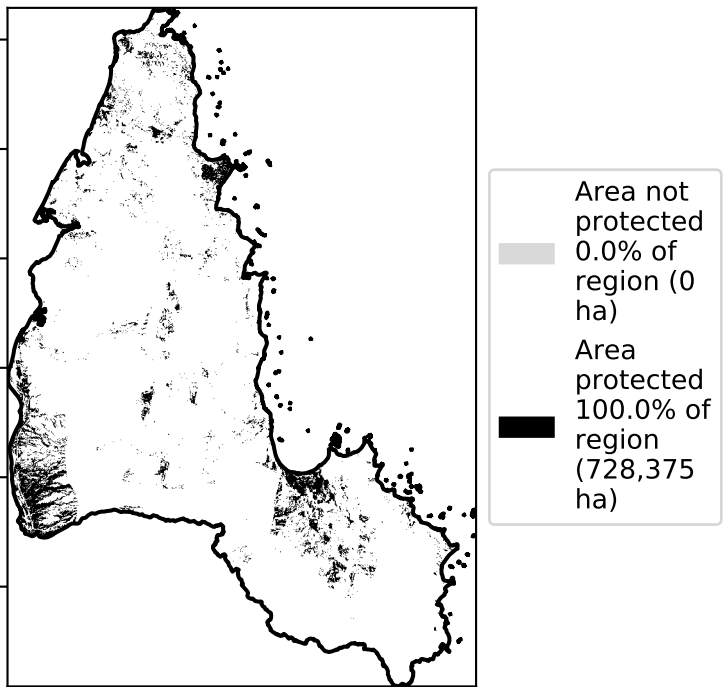 Area not
protected
0.0% of
region (0
ha)
Area
protected
100.0% of
region
(728,375
ha)